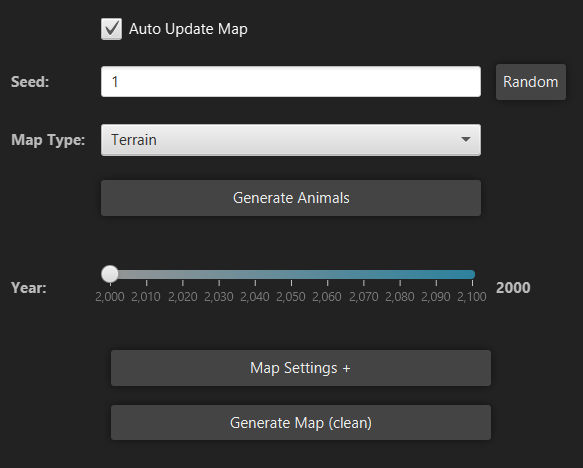 Auto Update Map
Seed: 1 Random
Map Type: Terrain
Generate Animals
Year: 2000
2,000 2,010 2,020 2,030 2,040 2,050 2,060 2,070 2,080 2,090 2,100
Map Settings +
Generate Map (clean)